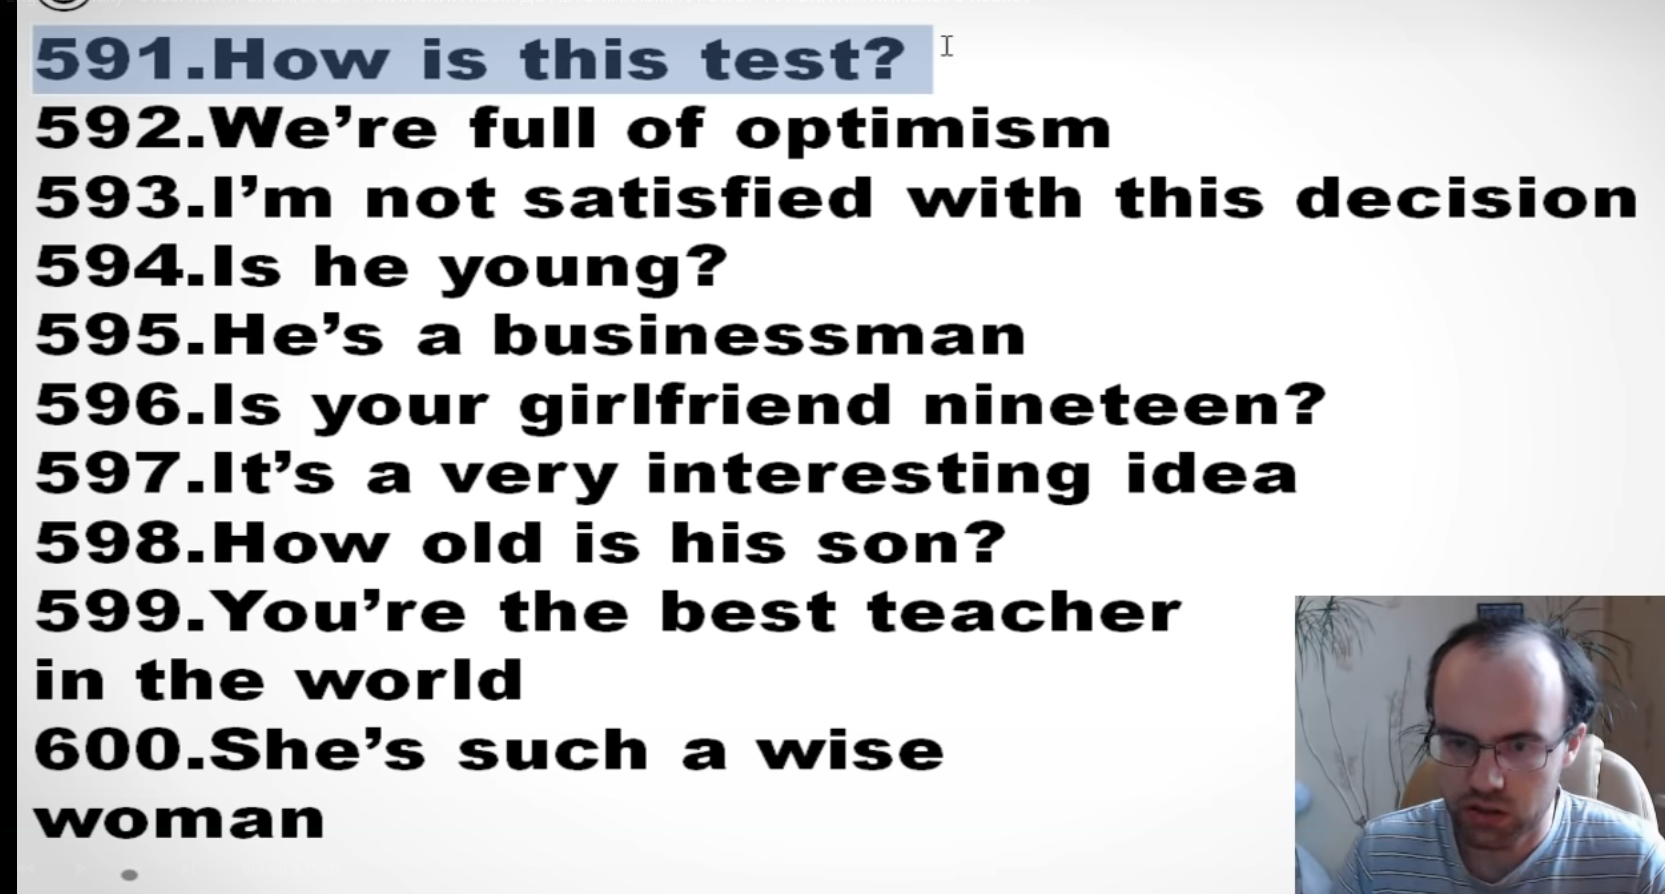 591.How is this test?
592.We’re full of optimism
593.I’m not satisfied with this decision
594.Is he young?
595.He’s a businessman
596.Is your girlfriend nineteen?
597.It’s a very interesting idea
598.How old is his son?
599.You’re the best teacher
in the world
600.She’s such a wise
woman